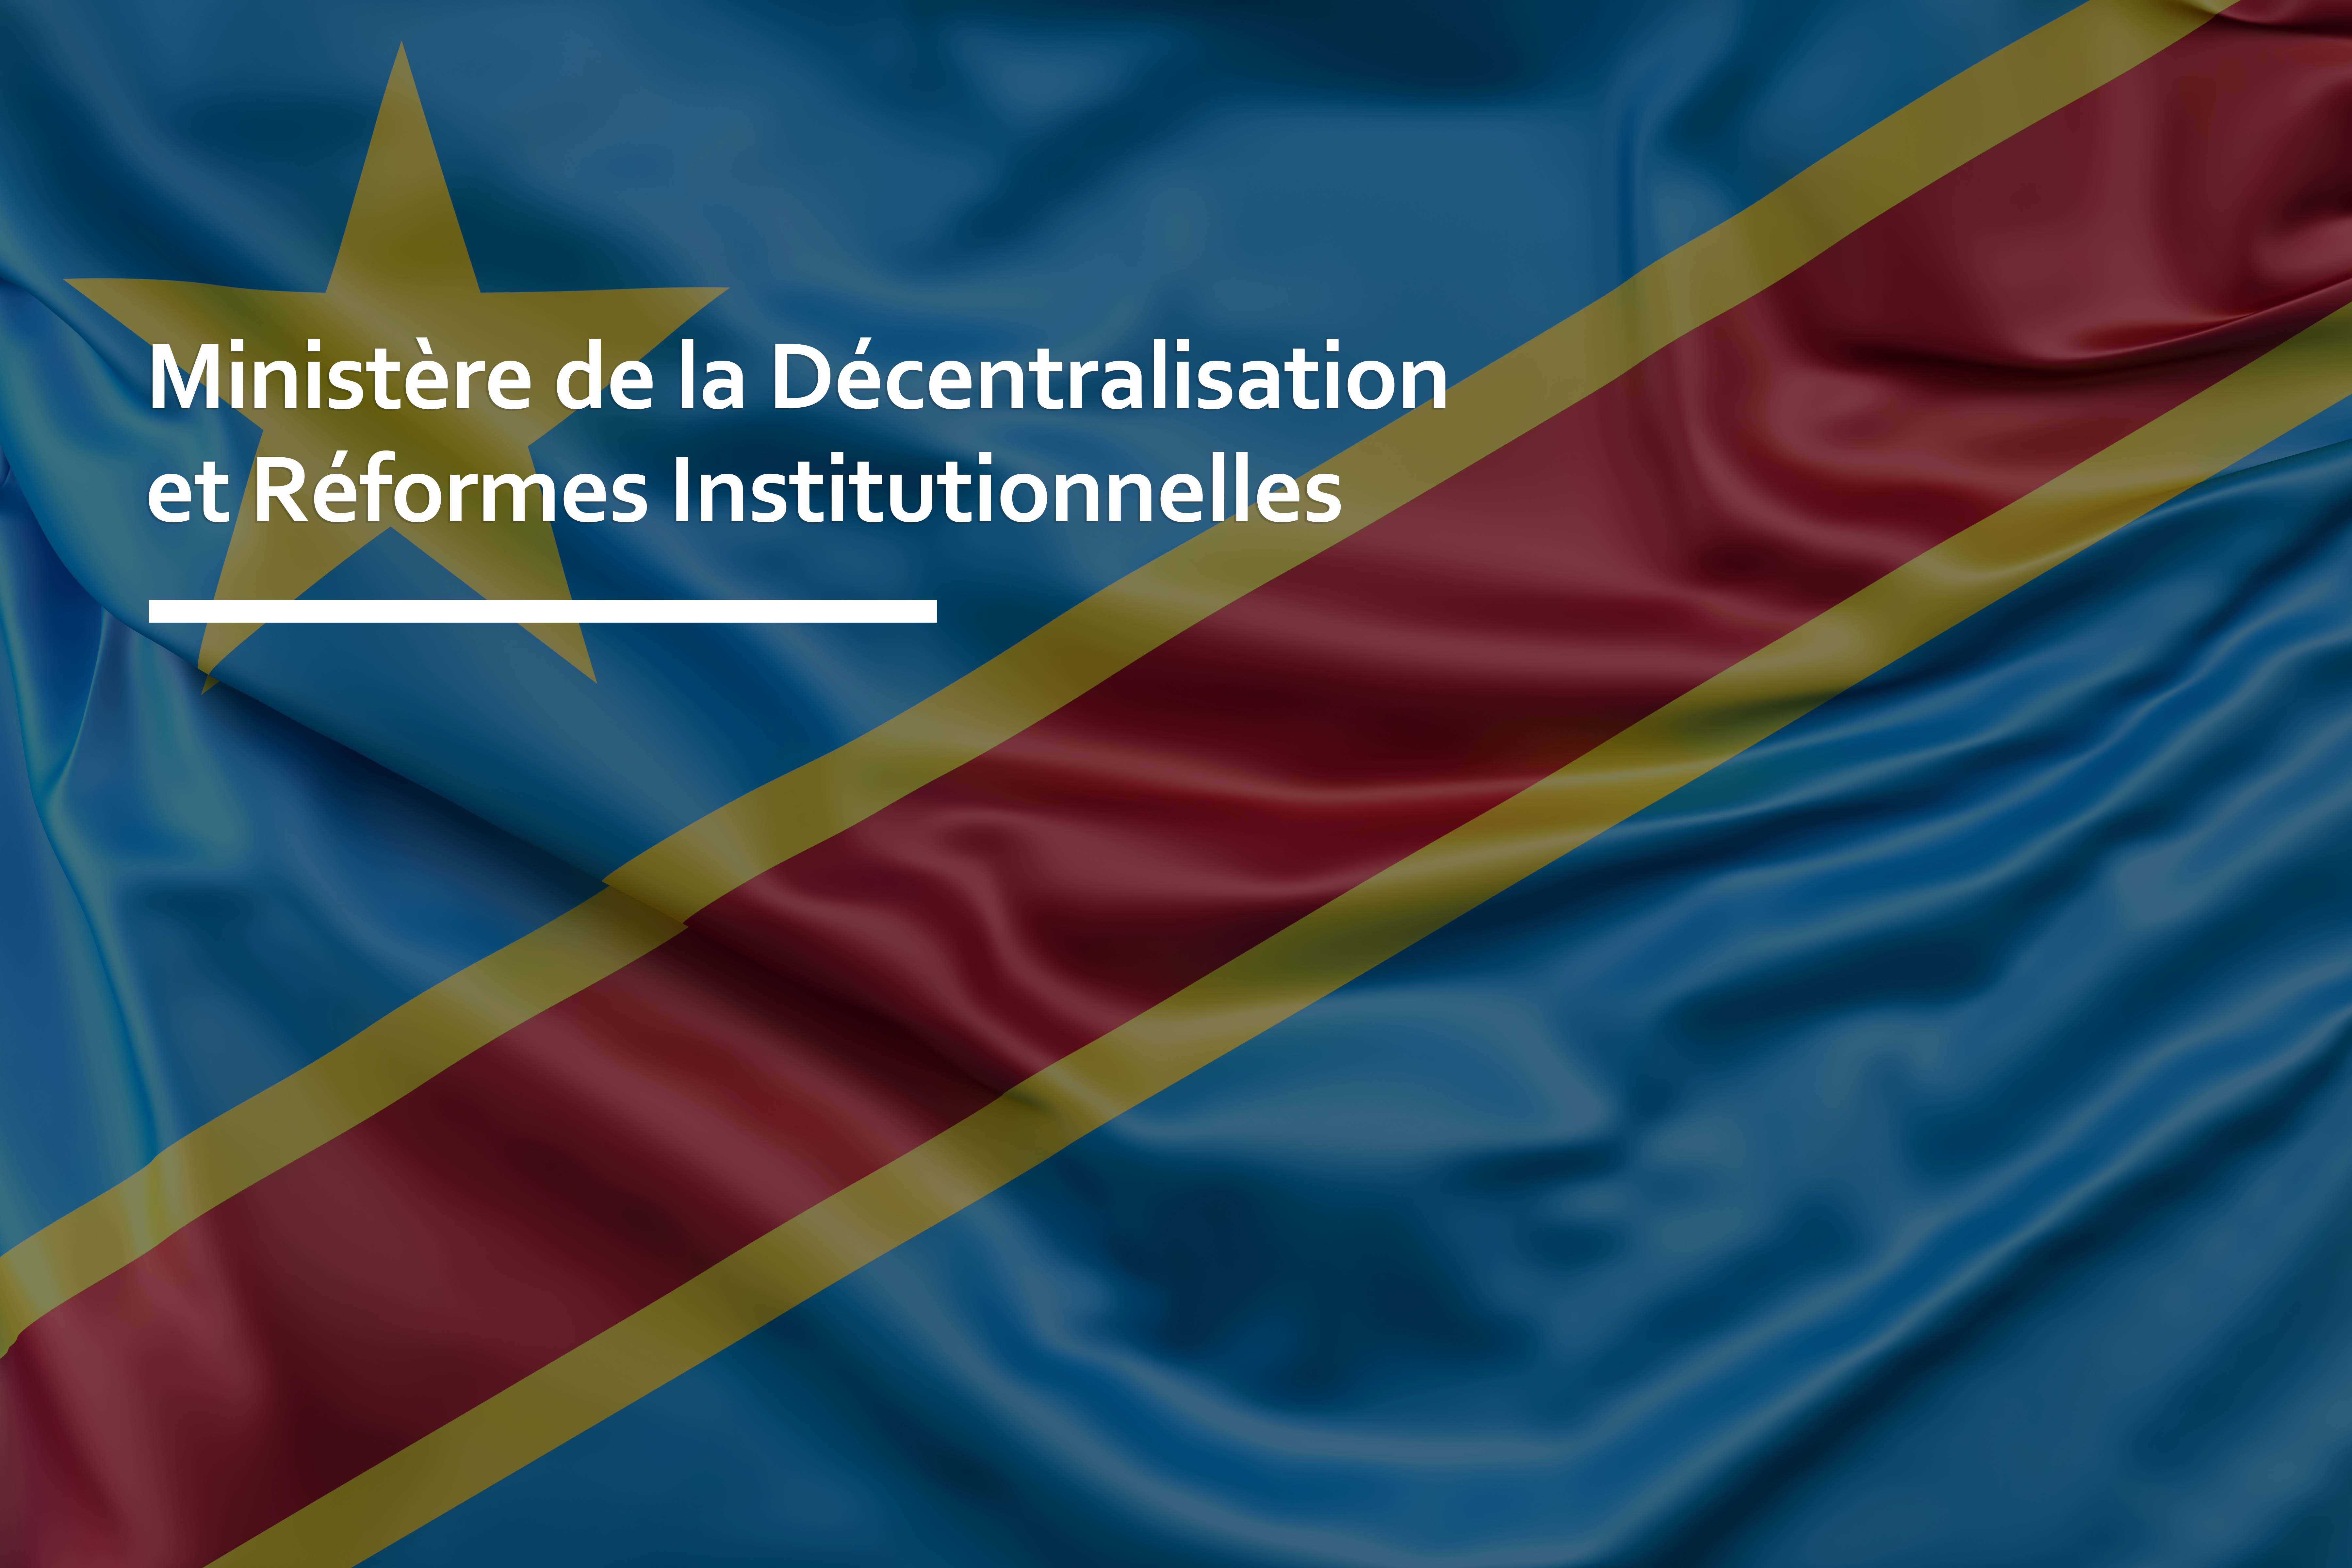 Ministère de la Décentralisation
et Réformes Institutionnelles